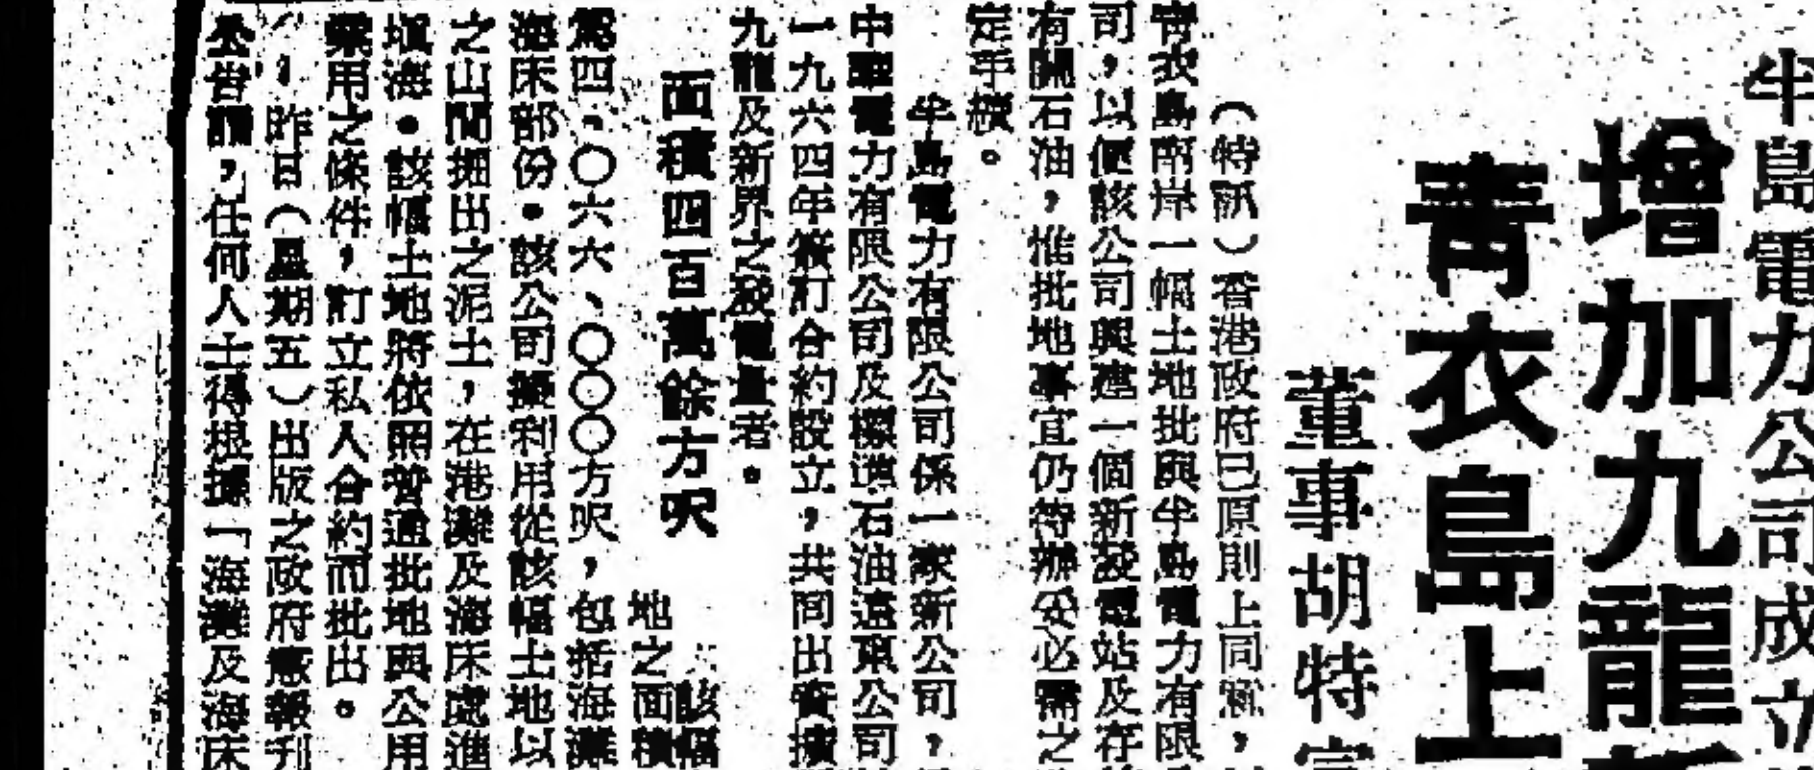 半島電力公司成立
增加九龍新
青衣島上
董事胡特
（特訊）香港政府已原則上同意，
青衣島南岸一幅土地批與半島電力有限
司，以便該公司興建一個新發電站及存
有關石油，惟批地事宜仍待辦妥必需之
定手續。
半島電力有限公司係一家新公司，
中華電力有限公司及標準石油遠東公司
一九六四年簽訂合約設立，共同出資擴
九龍及新界之發電量者。
面積四百萬餘方呎
該幅
地之面積
為四、〇六六、〇〇〇方呎，包括海灘
海床部份。該公司擬利用從該幅土地以
之山間掘出之泥土，在港灘及海床處進
填海。該幅土地將依照普通批地與公用
業用之條件，訂立私人合約而批出。
昨日（星期五）出版之政府憲報刊
公告謂，任何人士得根據「海灘及海床